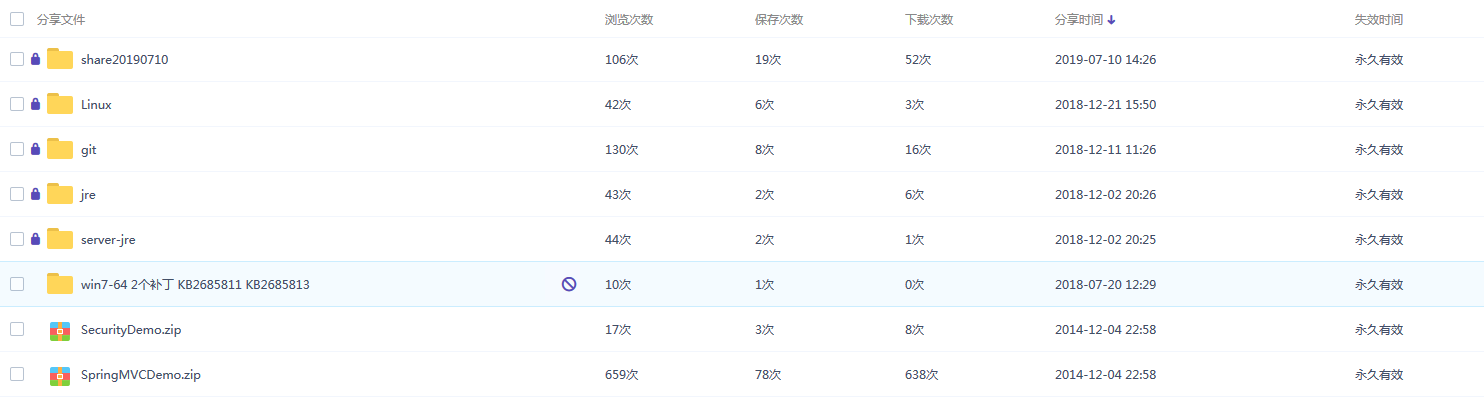 分享文件 浏览次数 保存次数 下载次数 分享时间 失效时间
share20190710 106次 19次 52次 2019-07-10 14:26 永久有效
Linux 42次 6次 3次 2018-12-21 15:50 永久有效
git 130次 8次 16次 2018-12-11 11:26 永久有效
jre 43次 2次 6次 2018-12-02 20:26 永久有效
server-jre 44次 2次 1次 2018-12-02 20:25 永久有效
win7-64 2个补丁 KB2685811 KB2685813 10次 1次 0次 2018-07-20 12:29 永久有效
SecurityDemo.zip 17次 3次 8次 2014-12-04 22:58 永久有效
SpringMVCDemo.zip 659次 78次 638次 2014-12-04 22:58 永久有效